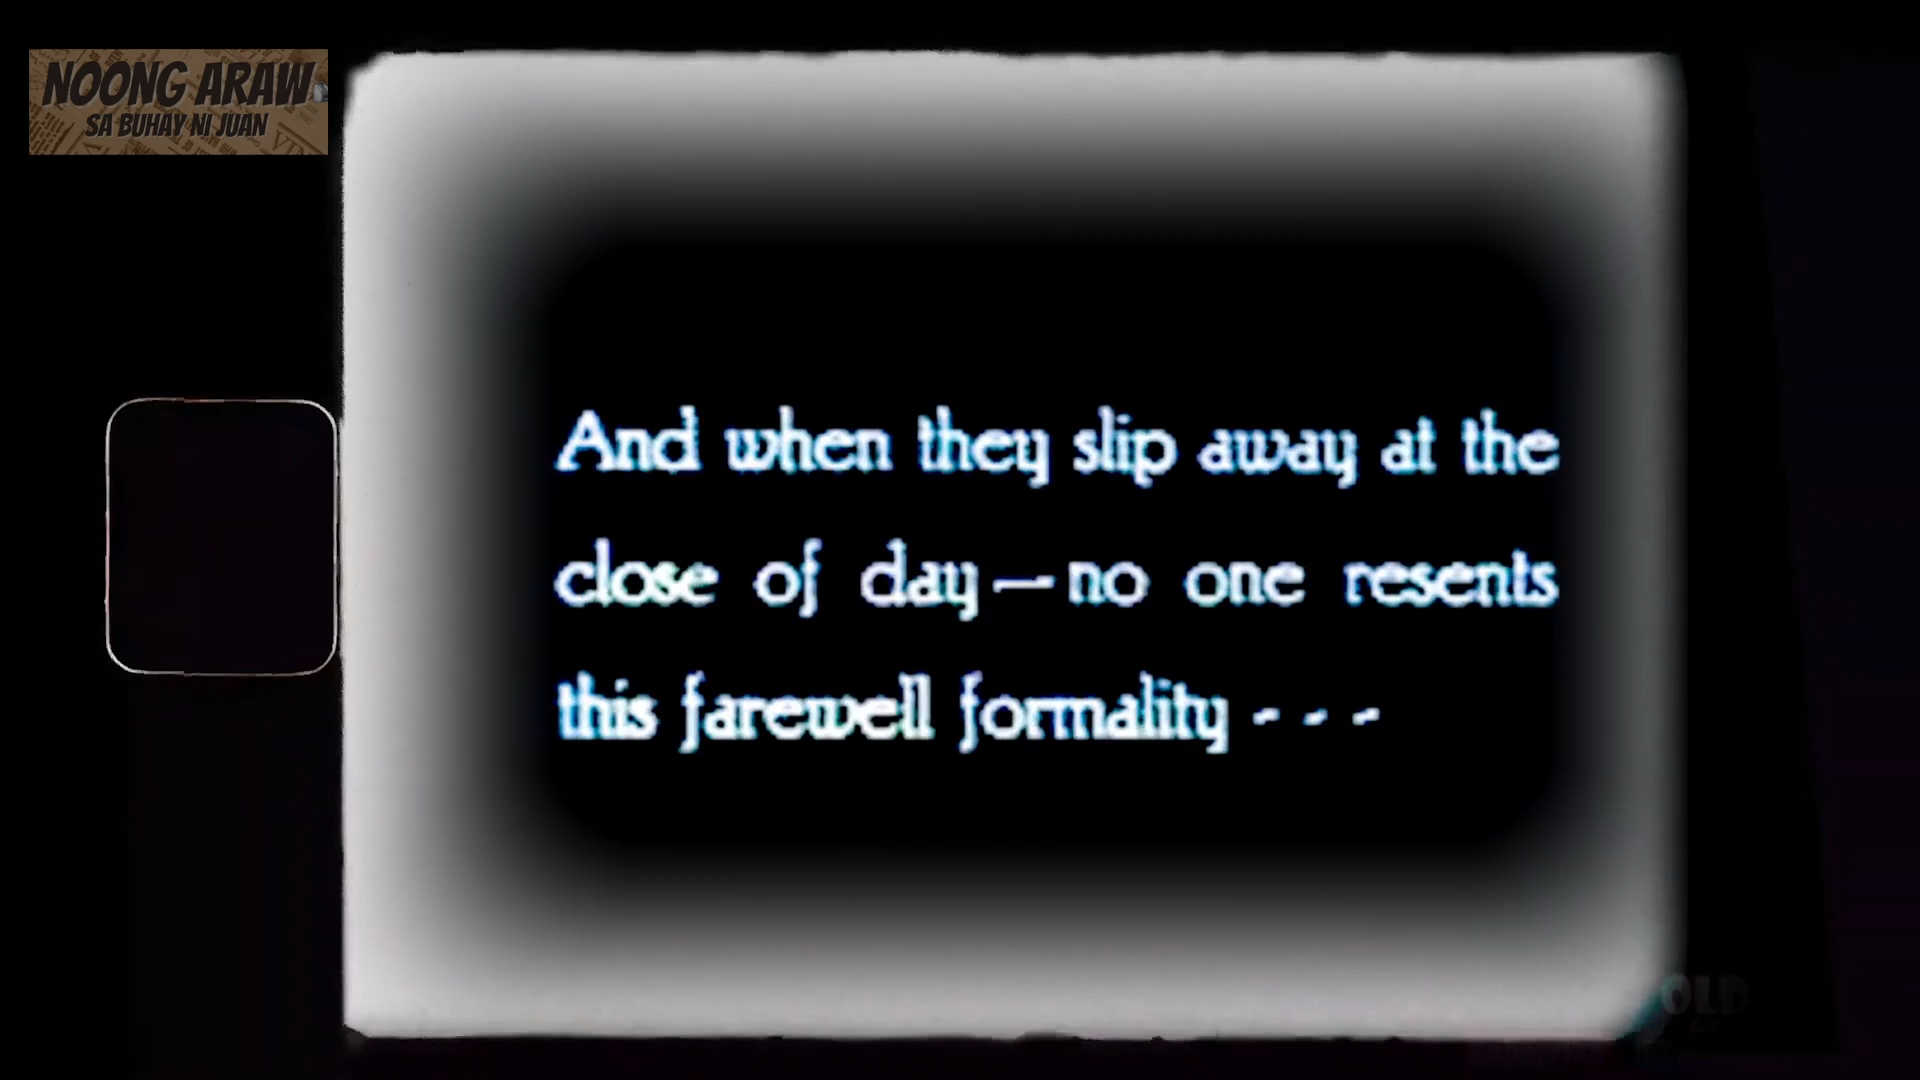 NOONG ARAW
SA BUHAY NI JUAN
And when they slip away at the
close of day — no one resents
this farewell formality - - -
OLD